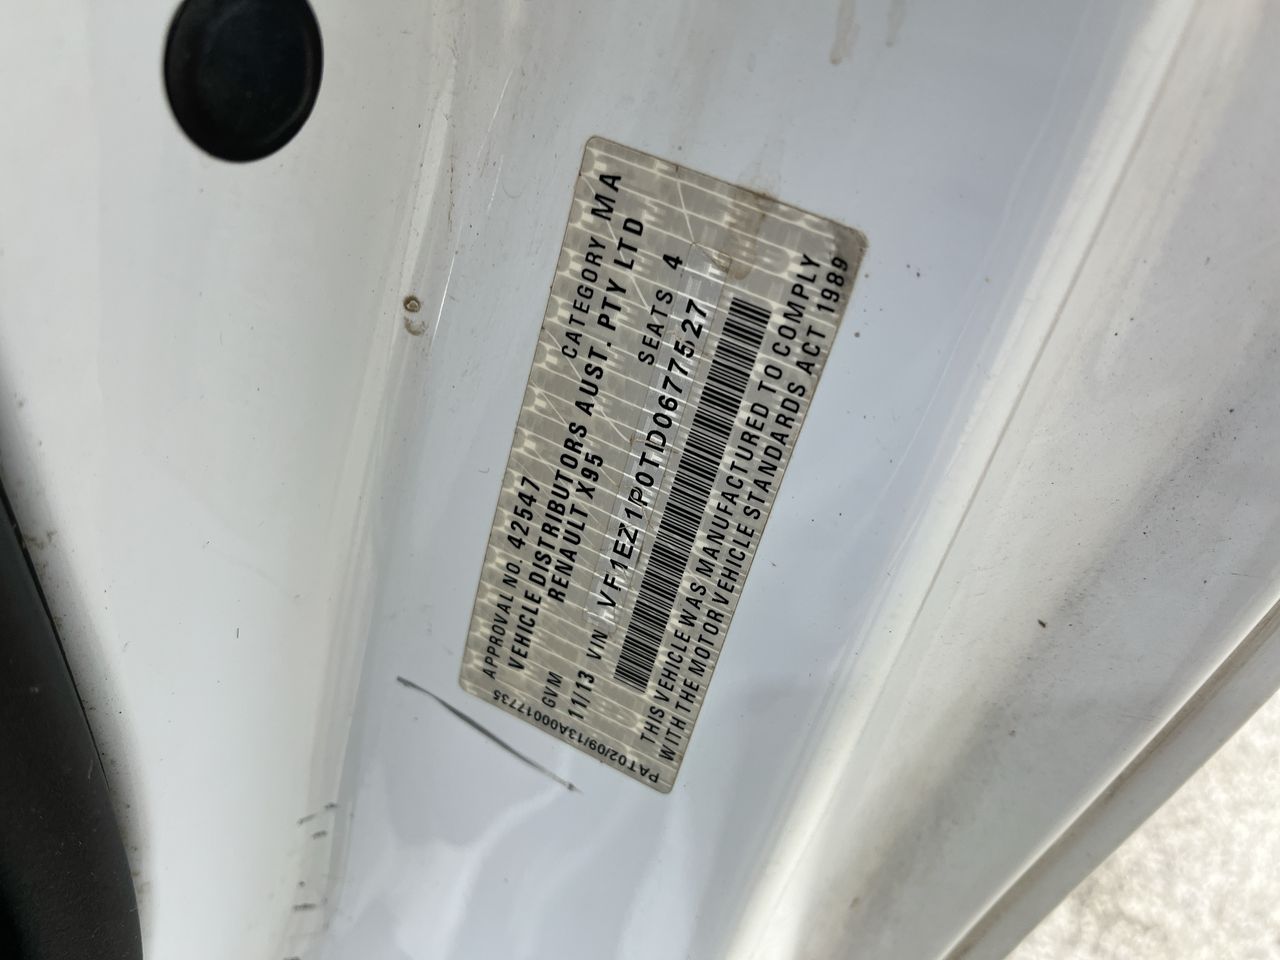 APPROVAL NO. 42547 CATEGORY MA
VEHICLE DISTRIBUTORS AUST. PTY LTD
RENAULT X95
GVM SEATS 4
11/13 VIN VF1EZ1P0TD0677527
THIS VEHICLE WAS MANUFACTURED TO COMPLY
WITH THE MOTOR VEHICLE STANDARDS ACT 1989
PAT02/09/13A00017735